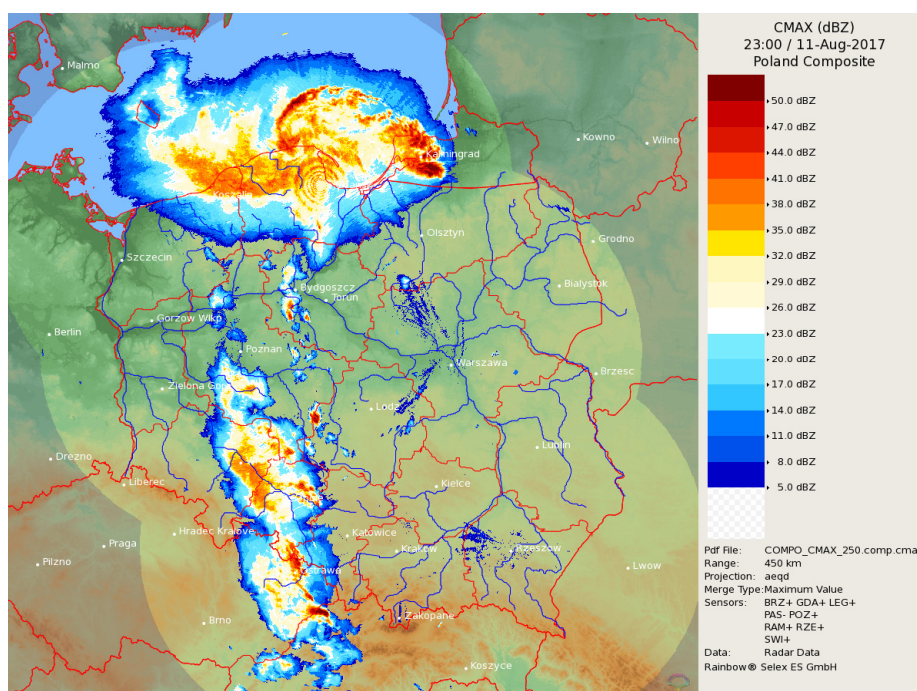 CMAX (dBZ)
23:00 / 11-Aug-2017
Poland Composite
50.0 dBZ
47.0 dBZ
44.0 dBZ
41.0 dBZ
38.0 dBZ
35.0 dBZ
32.0 dBZ
29.0 dBZ
26.0 dBZ
23.0 dBZ
20.0 dBZ
17.0 dBZ
14.0 dBZ
11.0 dBZ
8.0 dBZ
5.0 dBZ
Pdf File: COMPO_CMAX_250.comp.cma
Range: 450 km
Projection: aeqd
Merge Type: Maximum Value
Sensors: BRZ+ GDA+ LEG+
PAS- POZ+
RAM+ RZE+
SWI+
Data: Radar Data
Rainbow® Selex ES GmbH
Malmo
Kowno
Wilno
Kaliningrad
Olsztyn
Grodno
Szczecin
Bialystok
Bydgoszcz
Torun
Gorzow Wlkp
Berlin
Poznan
Warszawa
Brzesc
Zielona Gora
Lodz
Lublin
Drezno
Liberec
Kielce
Hradec Kralove
Katowice
Praga
Krakow
Rzeszow
Pilzno
Lwow
Ostrawa
Zakopane
Brno
Koszyce